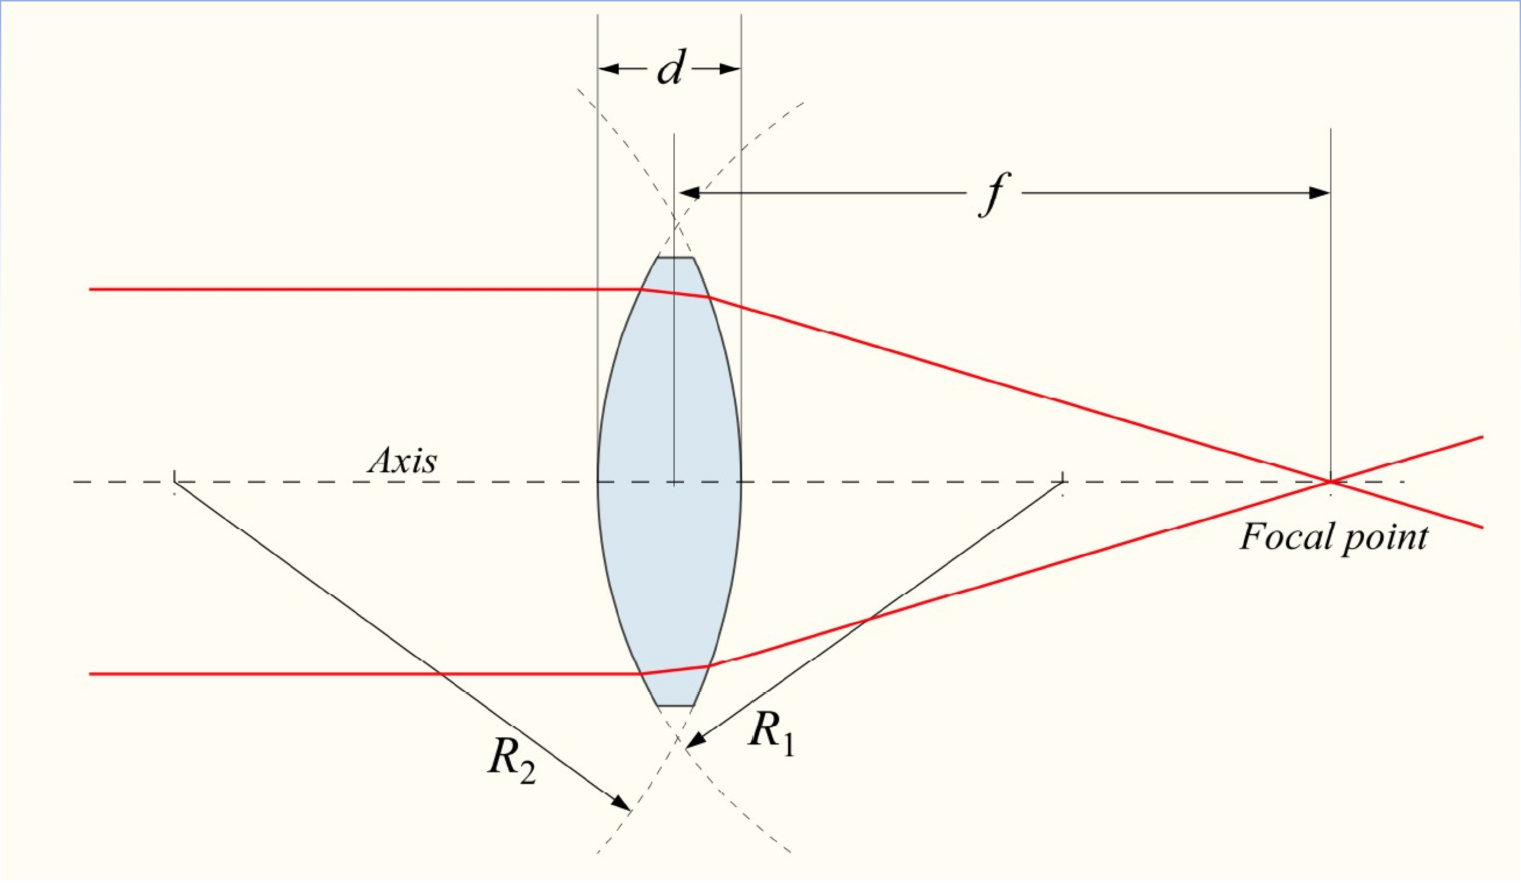 d
f
Axis
Focal point
R1
R2